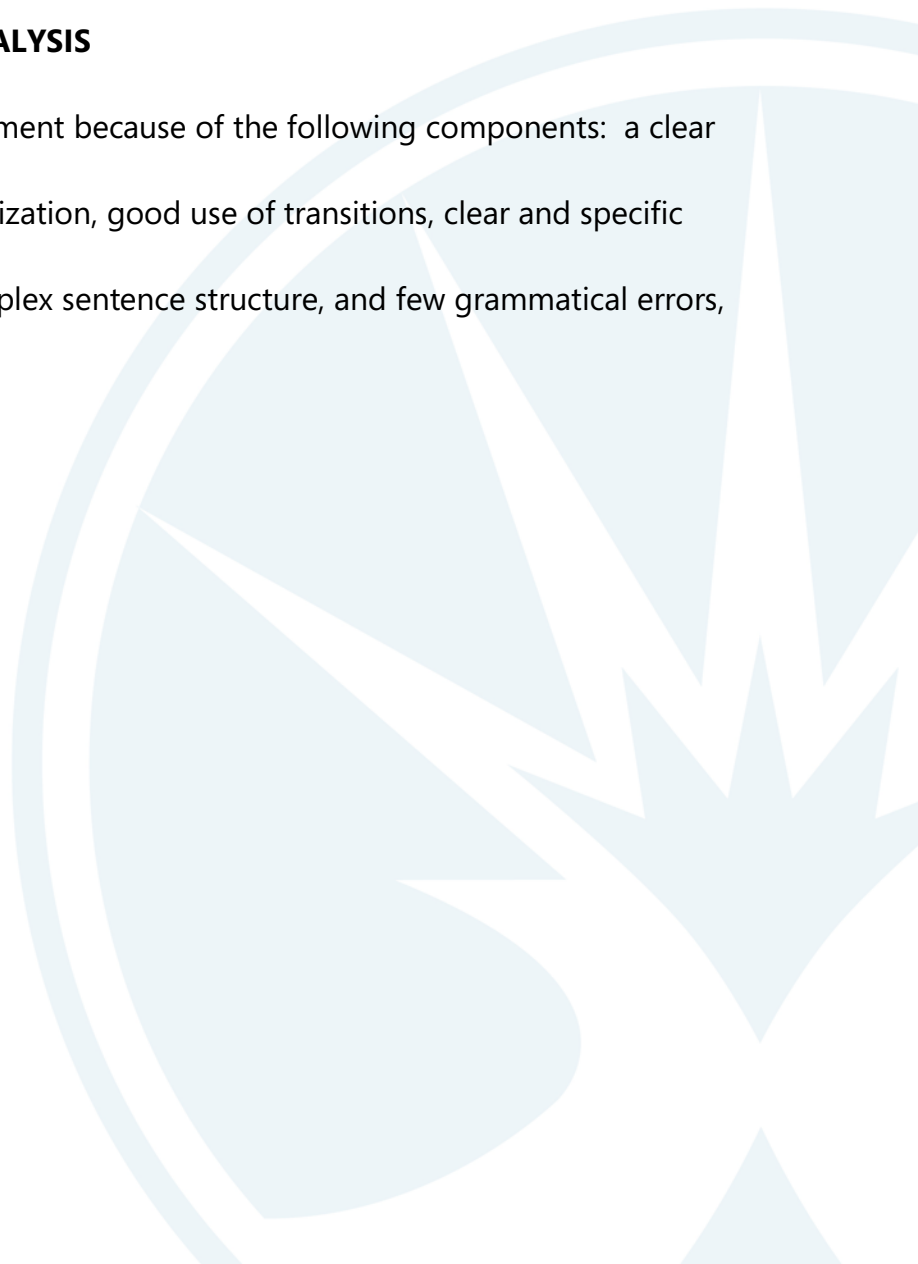 ALYSIS
ment because of the following components:  a clear
ization, good use of transitions, clear and specific
plex sentence structure, and few grammatical errors,